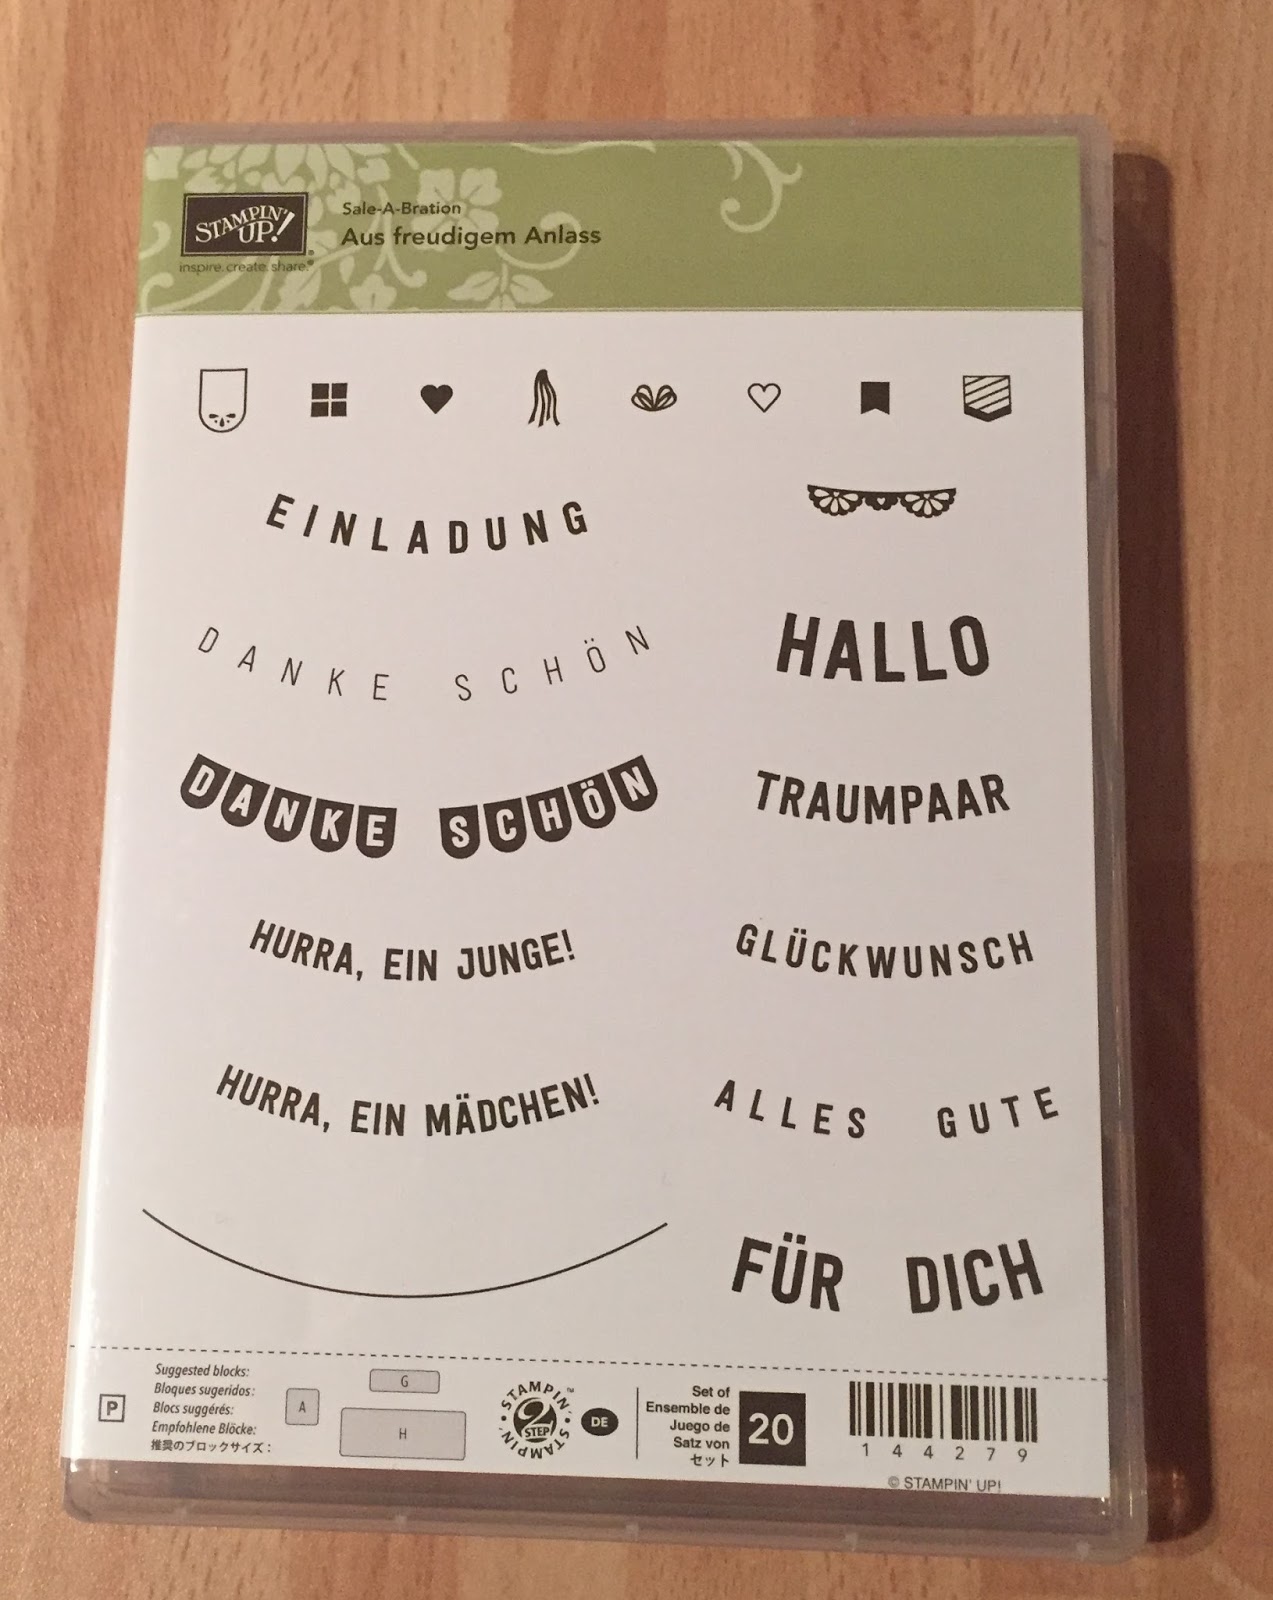 STAMPIN' UP!®
inspire. create. share.®
Sale-A-Bration
Aus freudigem Anlass
EINLADUNG
DANKE SCHÖN
HALLO
DANKE SCHÖN
TRAUMPAAR
HURRA, EIN JUNGE!
GLÜCKWUNSCH
HURRA, EIN MÄDCHEN!
ALLES GUTE
FÜR DICH
P
Suggested blocks:
Bloques sugeridos:
Blocs suggérés:
Empfohlene Blöcke:
推奨のブロックサイズ:
A
G
H
STAMPIN'™
2
STEP
STAMPIN'
DE
Set of
Ensemble de
Juego de
Satz von
セット
20
144279
© STAMPIN' UP!